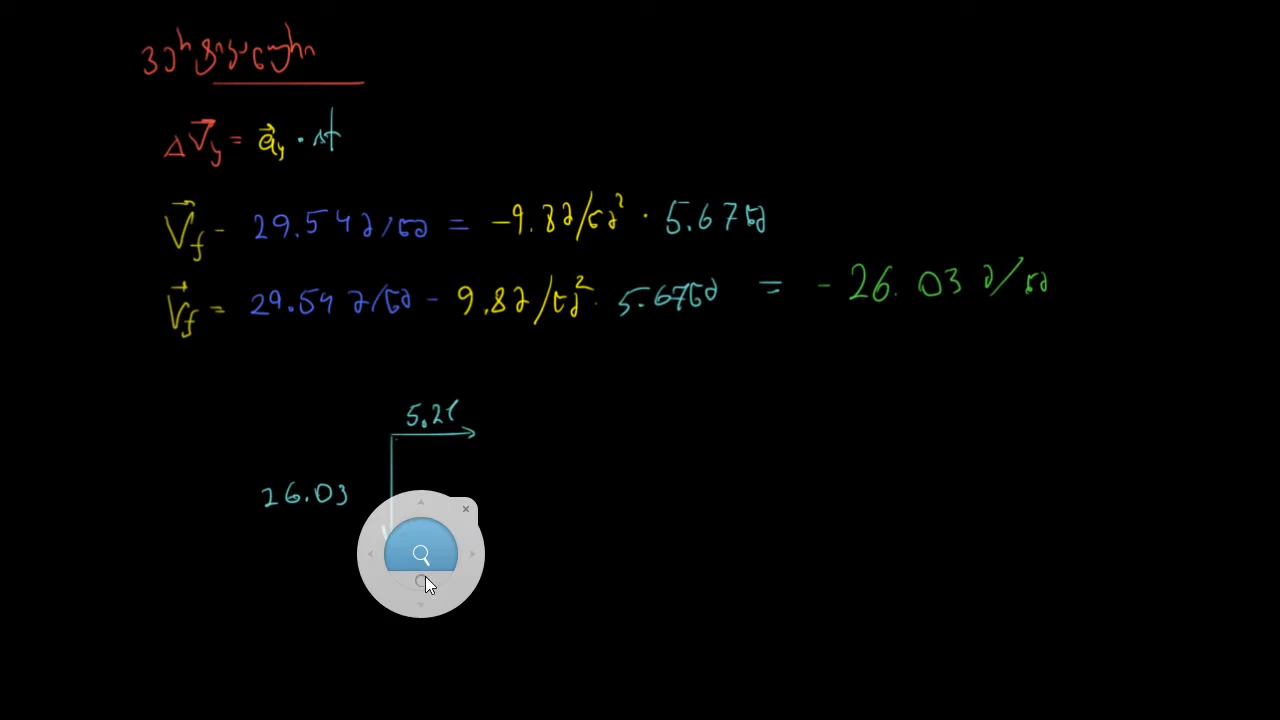 ვერტიკალური
Δv⃗y = a⃗y · Δt
v⃗f - 29.54 მ/წმ = -9.8 მ/წმ² · 5.67 წმ
v⃗f = 29.54 მ/წმ - 9.8 მ/წმ² · 5.67 წმ = - 26.03 მ/წმ
5.21
26.03